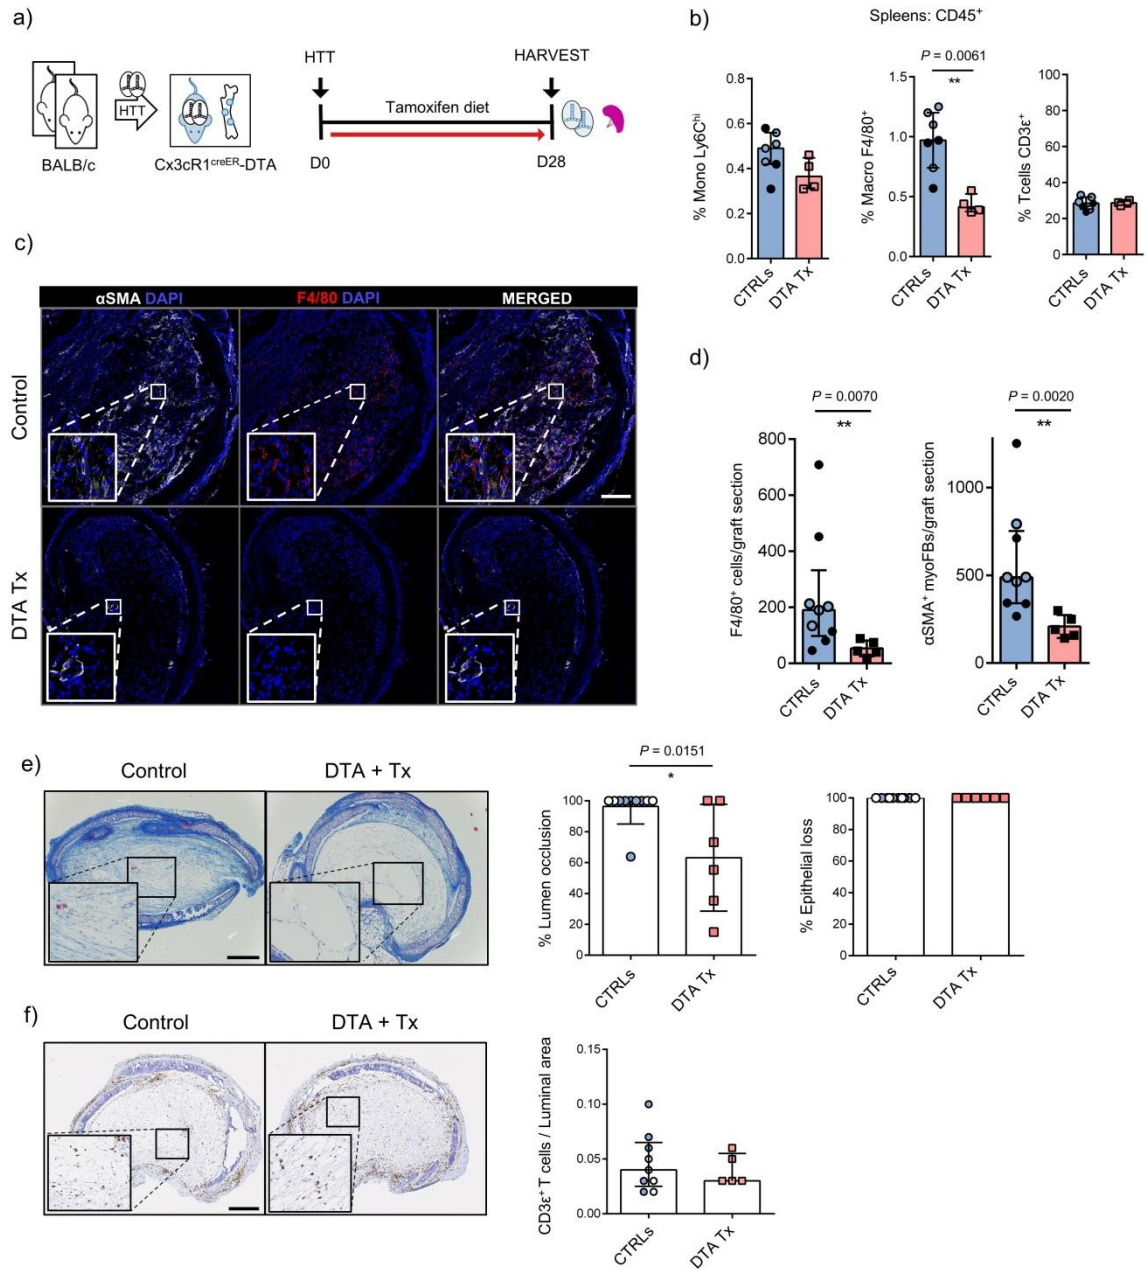 a)
HTT
BALB/c
Cx3cR1creER-DTA
HTT
HARVEST
Tamoxifen diet
D0
D28
b)
Spleens: CD45+
% Mono Ly6Chi
0.8
0.6
0.4
0.2
0.0
CTRLs
DTA Tx
P = 0.0061
**
% Macro F4/80+
1.5
1.0
0.5
0.0
CTRLs
DTA Tx
% Tcells CD3ε+
100
80
60
40
20
0
CTRLs
DTA Tx
c)
αSMA DAPI
F4/80 DAPI
MERGED
Control
DTA Tx
d)
P = 0.0070
**
F4/80+ cells/graft section
800
600
400
200
0
CTRLs
DTA Tx
P = 0.0020
**
αSMA+ myoFBs/graft section
1000
500
0
CTRLs
DTA Tx
e)
Control
DTA + Tx
P = 0.0151
*
% Lumen occlusion
100
80
60
40
20
0
CTRLs
DTA Tx
% Epithelial loss
100
80
60
40
20
0
CTRLs
DTA Tx
f)
Control
DTA + Tx
CD3ε+ T cells / Luminal area
0.15
0.10
0.05
0.00
CTRLs
DTA Tx